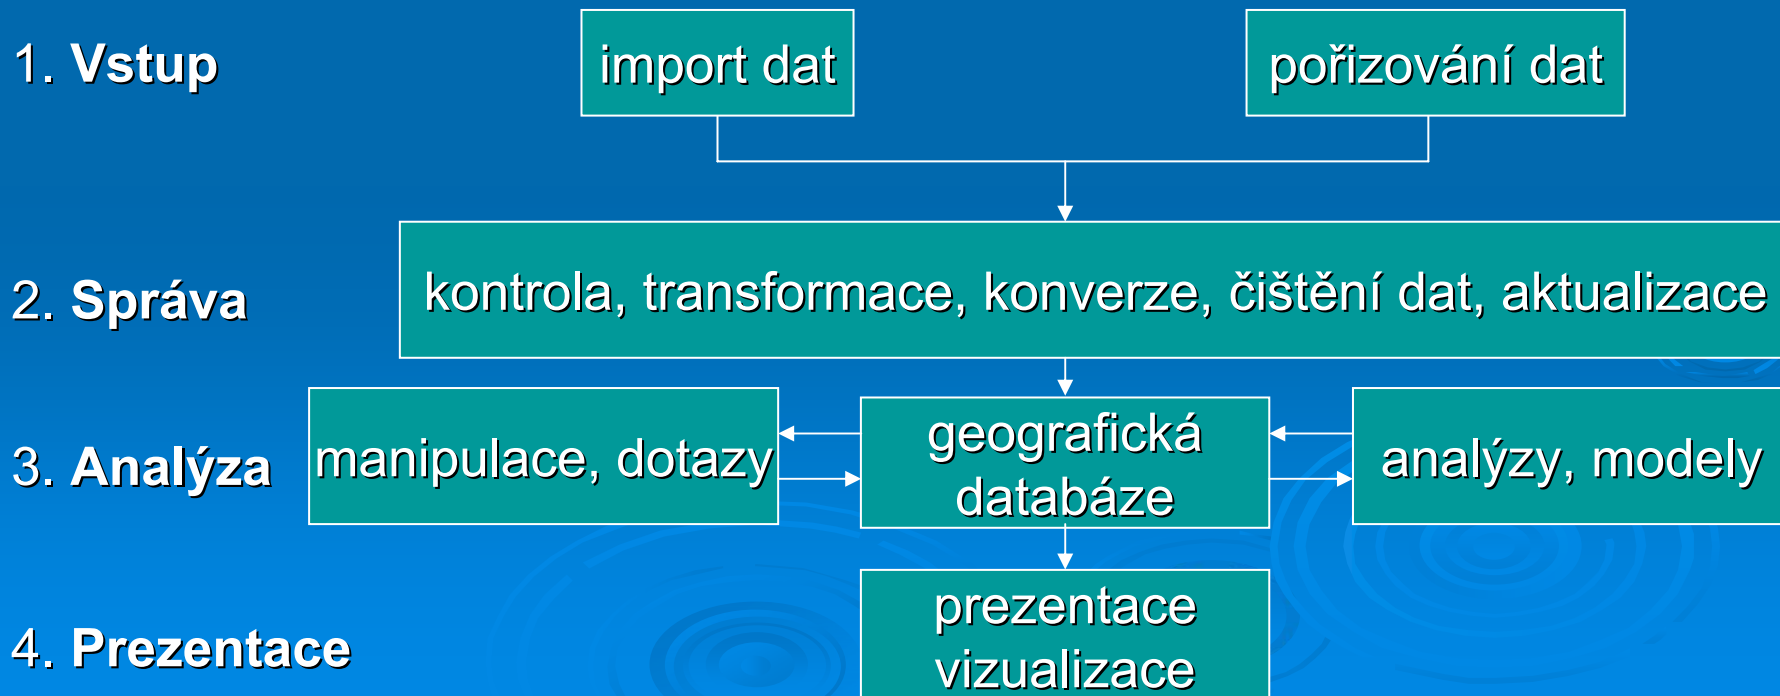 1. Vstup
import dat
pořizování dat
2. Správa
kontrola, transformace, konverze, čištění dat, aktualizace
3. Analýza
manipulace, dotazy
geografická
databáze
analýzy, modely
4. Prezentace
prezentace
vizualizace